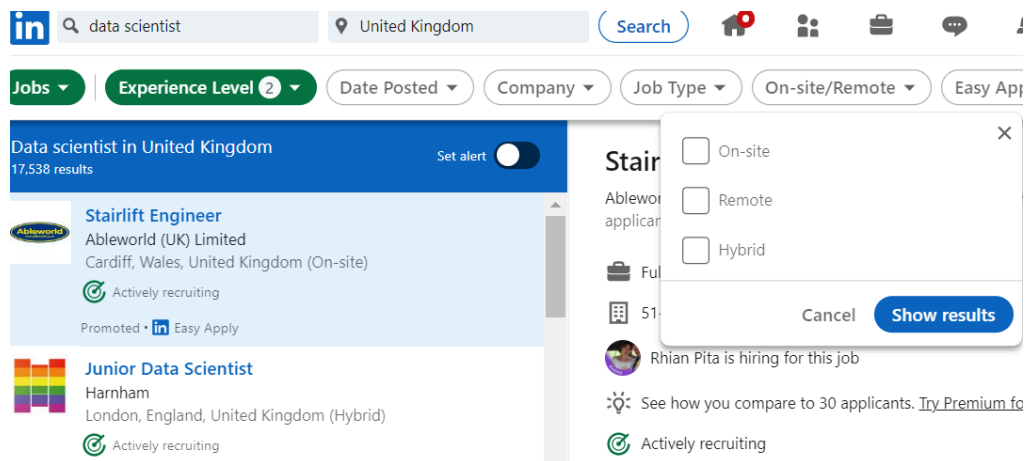 in data scientist United Kingdom Search
Jobs Experience Level 2 Date Posted Company Job Type On-site/Remote Easy App
Data scientist in United Kingdom
17,538 results
Set alert
Stairlift Engineer
Ableworld
Ableworld (UK) Limited
Cardiff, Wales, United Kingdom (On-site)
Actively recruiting
Promoted • in Easy Apply
Junior Data Scientist
Harnham
London, England, United Kingdom (Hybrid)
Actively recruiting
Stair
Ablewor
applicar
Ful
51-
On-site
Remote
Hybrid
Cancel Show results
Rhian Pita is hiring for this job
See how you compare to 30 applicants. Try Premium fo
Actively recruiting